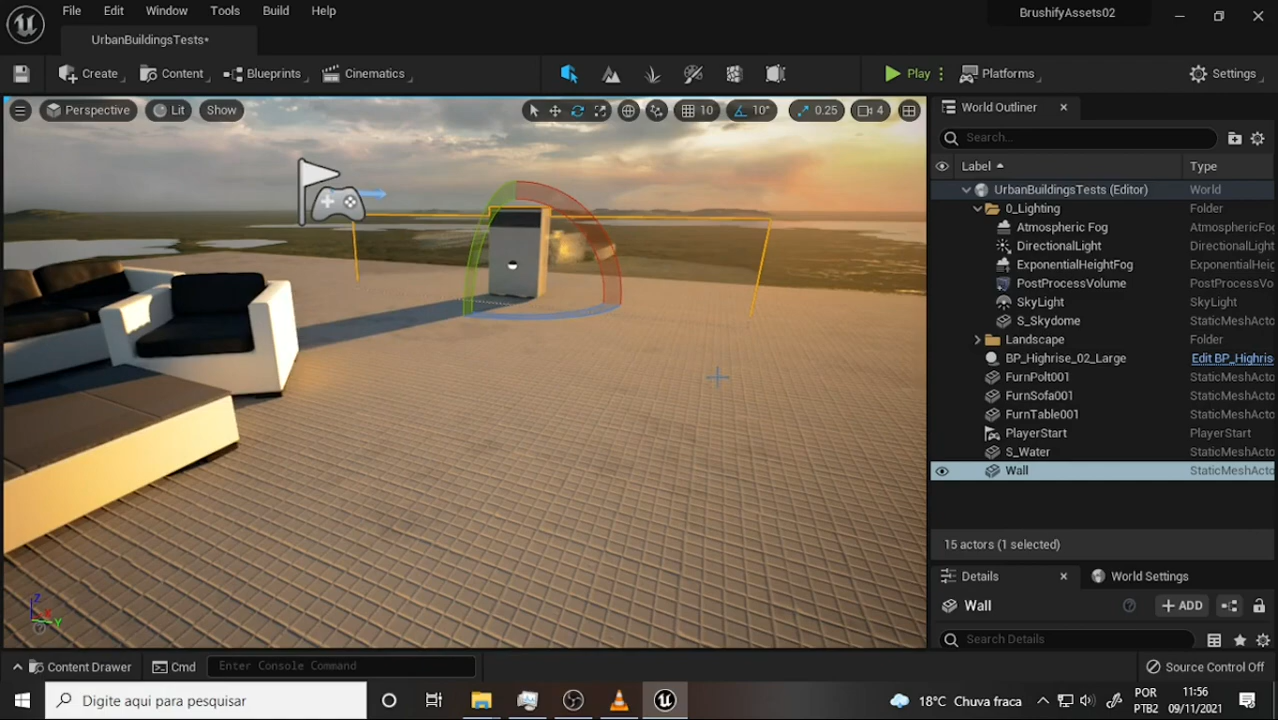 File Edit Window Tools Build Help
BrushifyAssets02
UrbanBuildingsTests*
Create Content Blueprints Cinematics Play Platforms Settings
Perspective Lit Show 10 10° 0.25 4
World Outliner
Search...
Label Type
UrbanBuildingsTests (Editor) World
0_Lighting Folder
Atmospheric Fog AtmosphericFog
DirectionalLight DirectionalLight
ExponentialHeightFog ExponentialHeig
PostProcessVolume PostProcessVo
SkyLight SkyLight
S_Skydome StaticMeshActo
Landscape Folder
BP_Highrise_02_Large Edit BP_Highris
FurnPolt001 StaticMeshActo
FurnSofa001 StaticMeshActo
FurnTable001 StaticMeshActo
PlayerStart PlayerStart
S_Water StaticMeshActo
Wall StaticMeshActo
15 actors (1 selected)
Details World Settings
Wall ADD
Search Details
Z X Y
Content Drawer Cmd Enter Console Command Source Control Off
Digite aqui para pesquisar 18°C Chuva fraca POR 11:56
PTB2 09/11/2021